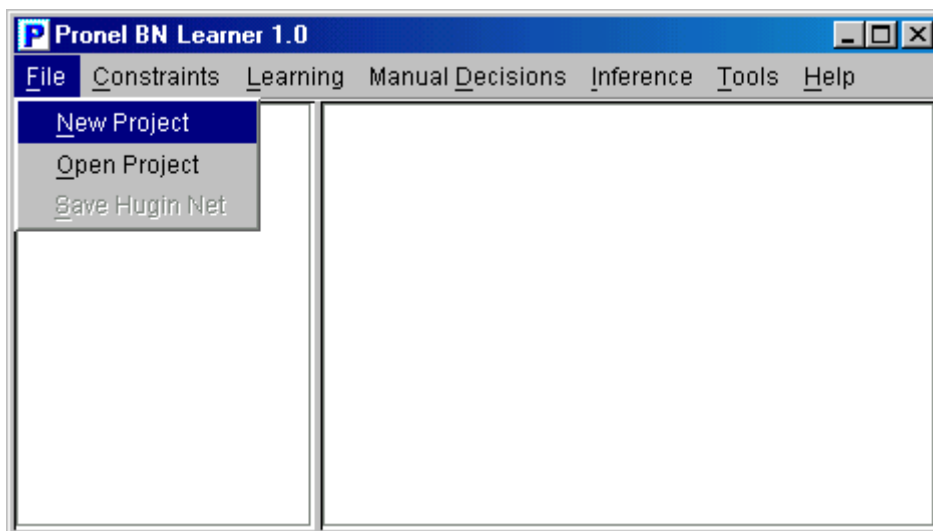 P Pronel BN Learner 1.0
File Constraints Learning Manual Decisions Inference Tools Help
New Project
Open Project
Save Hugin Net